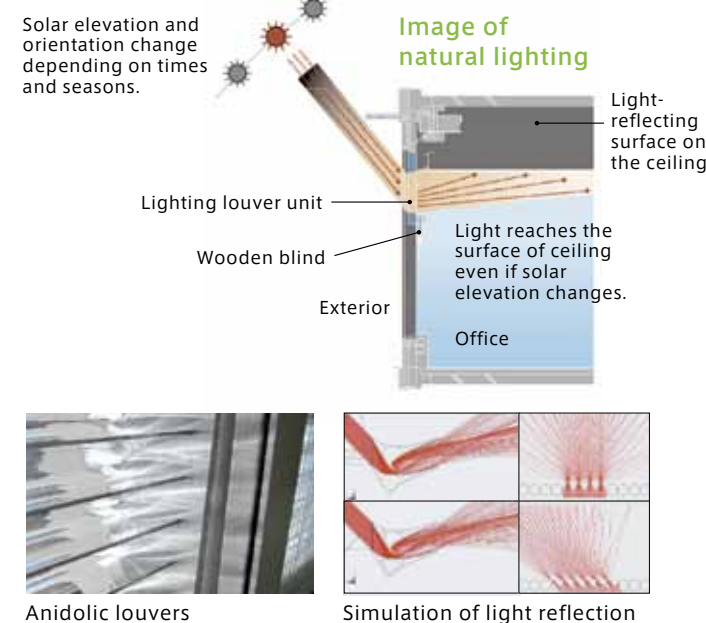 Solar elevation and
orientation change
depending on times
and seasons.
Image of
natural lighting
Light-
reflecting
surface on
the ceiling
Lighting louver unit
Wooden blind
Light reaches the
surface of ceiling
even if solar
elevation changes.
Exterior
Office
Anidolic louvers
Simulation of light reflection